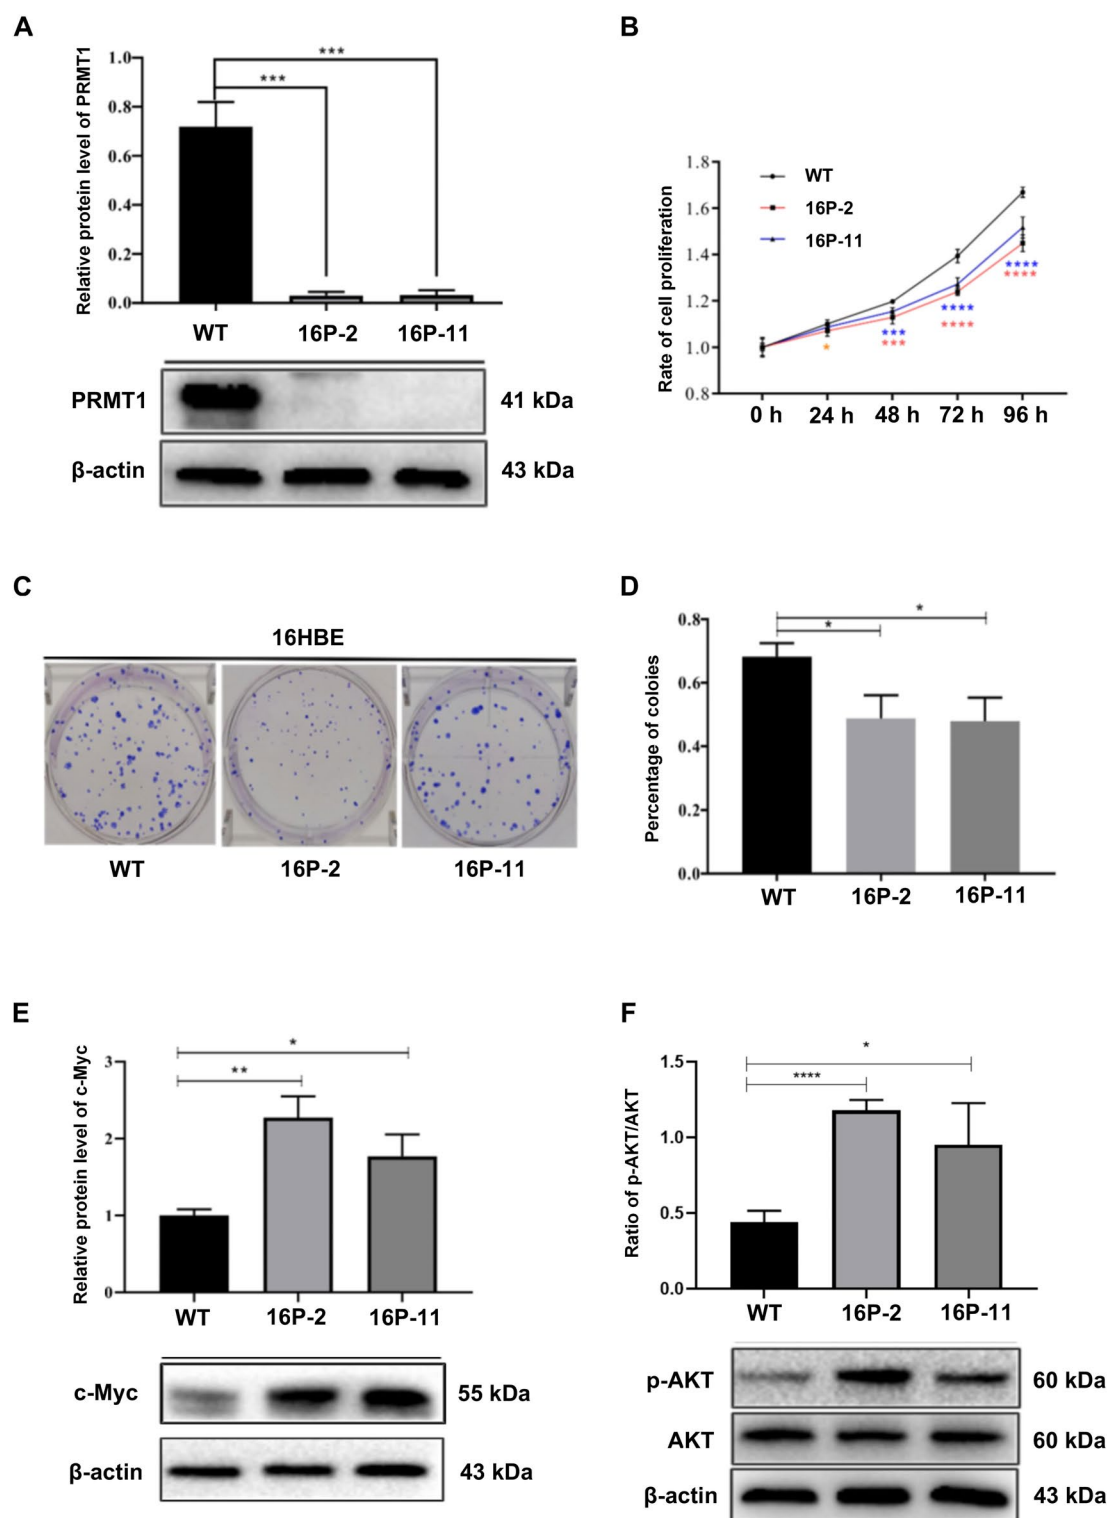 A
Relative protein level of PRMT1
1.0
0.8
0.6
0.4
0.2
0.0
***
***
WT 16P-2 16P-11
PRMT1 41 kDa
β-actin 43 kDa
B
Rate of cell proliferation
1.8
1.6
1.4
1.2
1.0
0.8
WT
16P-2
16P-11
*
***
***
****
****
****
****
0 h 24 h 48 h 72 h 96 h
C
16HBE
WT 16P-2 16P-11
D
Percentage of coloies
0.8
0.6
0.4
0.2
0.0
*
*
WT 16P-2 16P-11
E
Relative protein level of c-Myc
3
2
1
0
*
**
WT 16P-2 16P-11
c-Myc 55 kDa
β-actin 43 kDa
F
Ratio of p-AKT/AKT
1.5
1.0
0.5
0.0
*
****
WT 16P-2 16P-11
p-AKT 60 kDa
AKT 60 kDa
β-actin 43 kDa